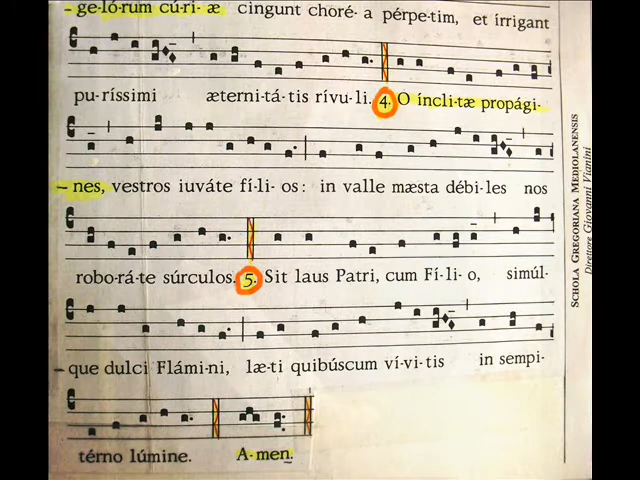 - ge-ló-rum cú-ri- æ cingunt choré- a pérpe-tim, et írrigant
pu-ríssimi æterni-tá-tis rívu-li. 4. O íncli-tæ propági-
- nes, vestros iuváte fí-li- os: in valle mæsta débi-les nos
robo-rá-te súrculos. 5. Sit laus Patri, cum Fí-li- o, simúl-
- que dulci Flámi-ni, læ-ti quibúscum ví-vi-tis in sempi-
térno lúmine. A-men.
SCHOLA GREGORIANA MEDIOLANENSIS
Direttore Giovanni Vianini